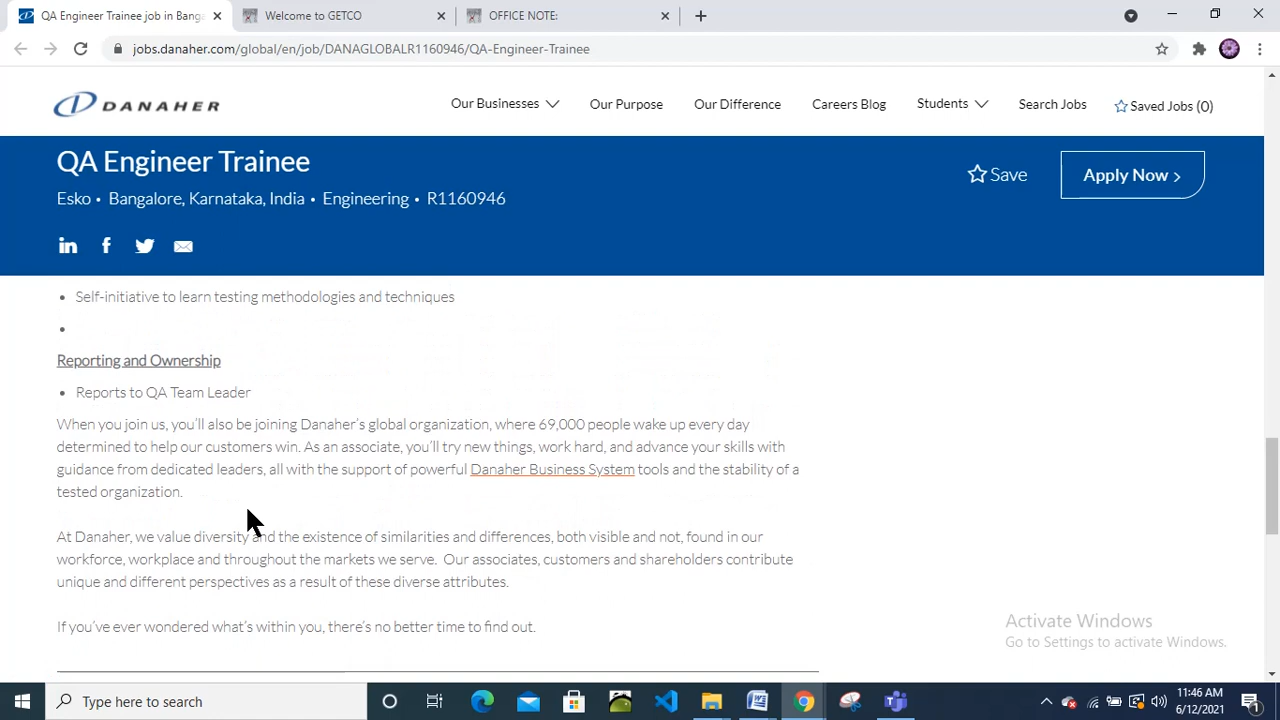 QA Engineer Trainee job in Banga
Welcome to GETCO
OFFICE NOTE:
jobs.danaher.com/global/en/job/DANAGLOBALR1160946/QA-Engineer-Trainee
DANAHER
Our Businesses
Our Purpose
Our Difference
Careers Blog
Students
Search Jobs
Saved Jobs (0)
QA Engineer Trainee
Save
Apply Now >
Esko • Bangalore, Karnataka, India • Engineering • R1160946
• Self-initiative to learn testing methodologies and techniques
•
Reporting and Ownership
• Reports to QA Team Leader
When you join us, you'll also be joining Danaher's global organization, where 69,000 people wake up every day
determined to help our customers win. As an associate, you'll try new things, work hard, and advance your skills with
guidance from dedicated leaders, all with the support of powerful Danaher Business System tools and the stability of a
tested organization.
At Danaher, we value diversity and the existence of similarities and differences, both visible and not, found in our
workforce, workplace and throughout the markets we serve.  Our associates, customers and shareholders contribute
unique and different perspectives as a result of these diverse attributes.
If you've ever wondered what's within you, there's no better time to find out.
Activate Windows
Go to Settings to activate Windows.
Type here to search
11:46 AM
6/12/2021